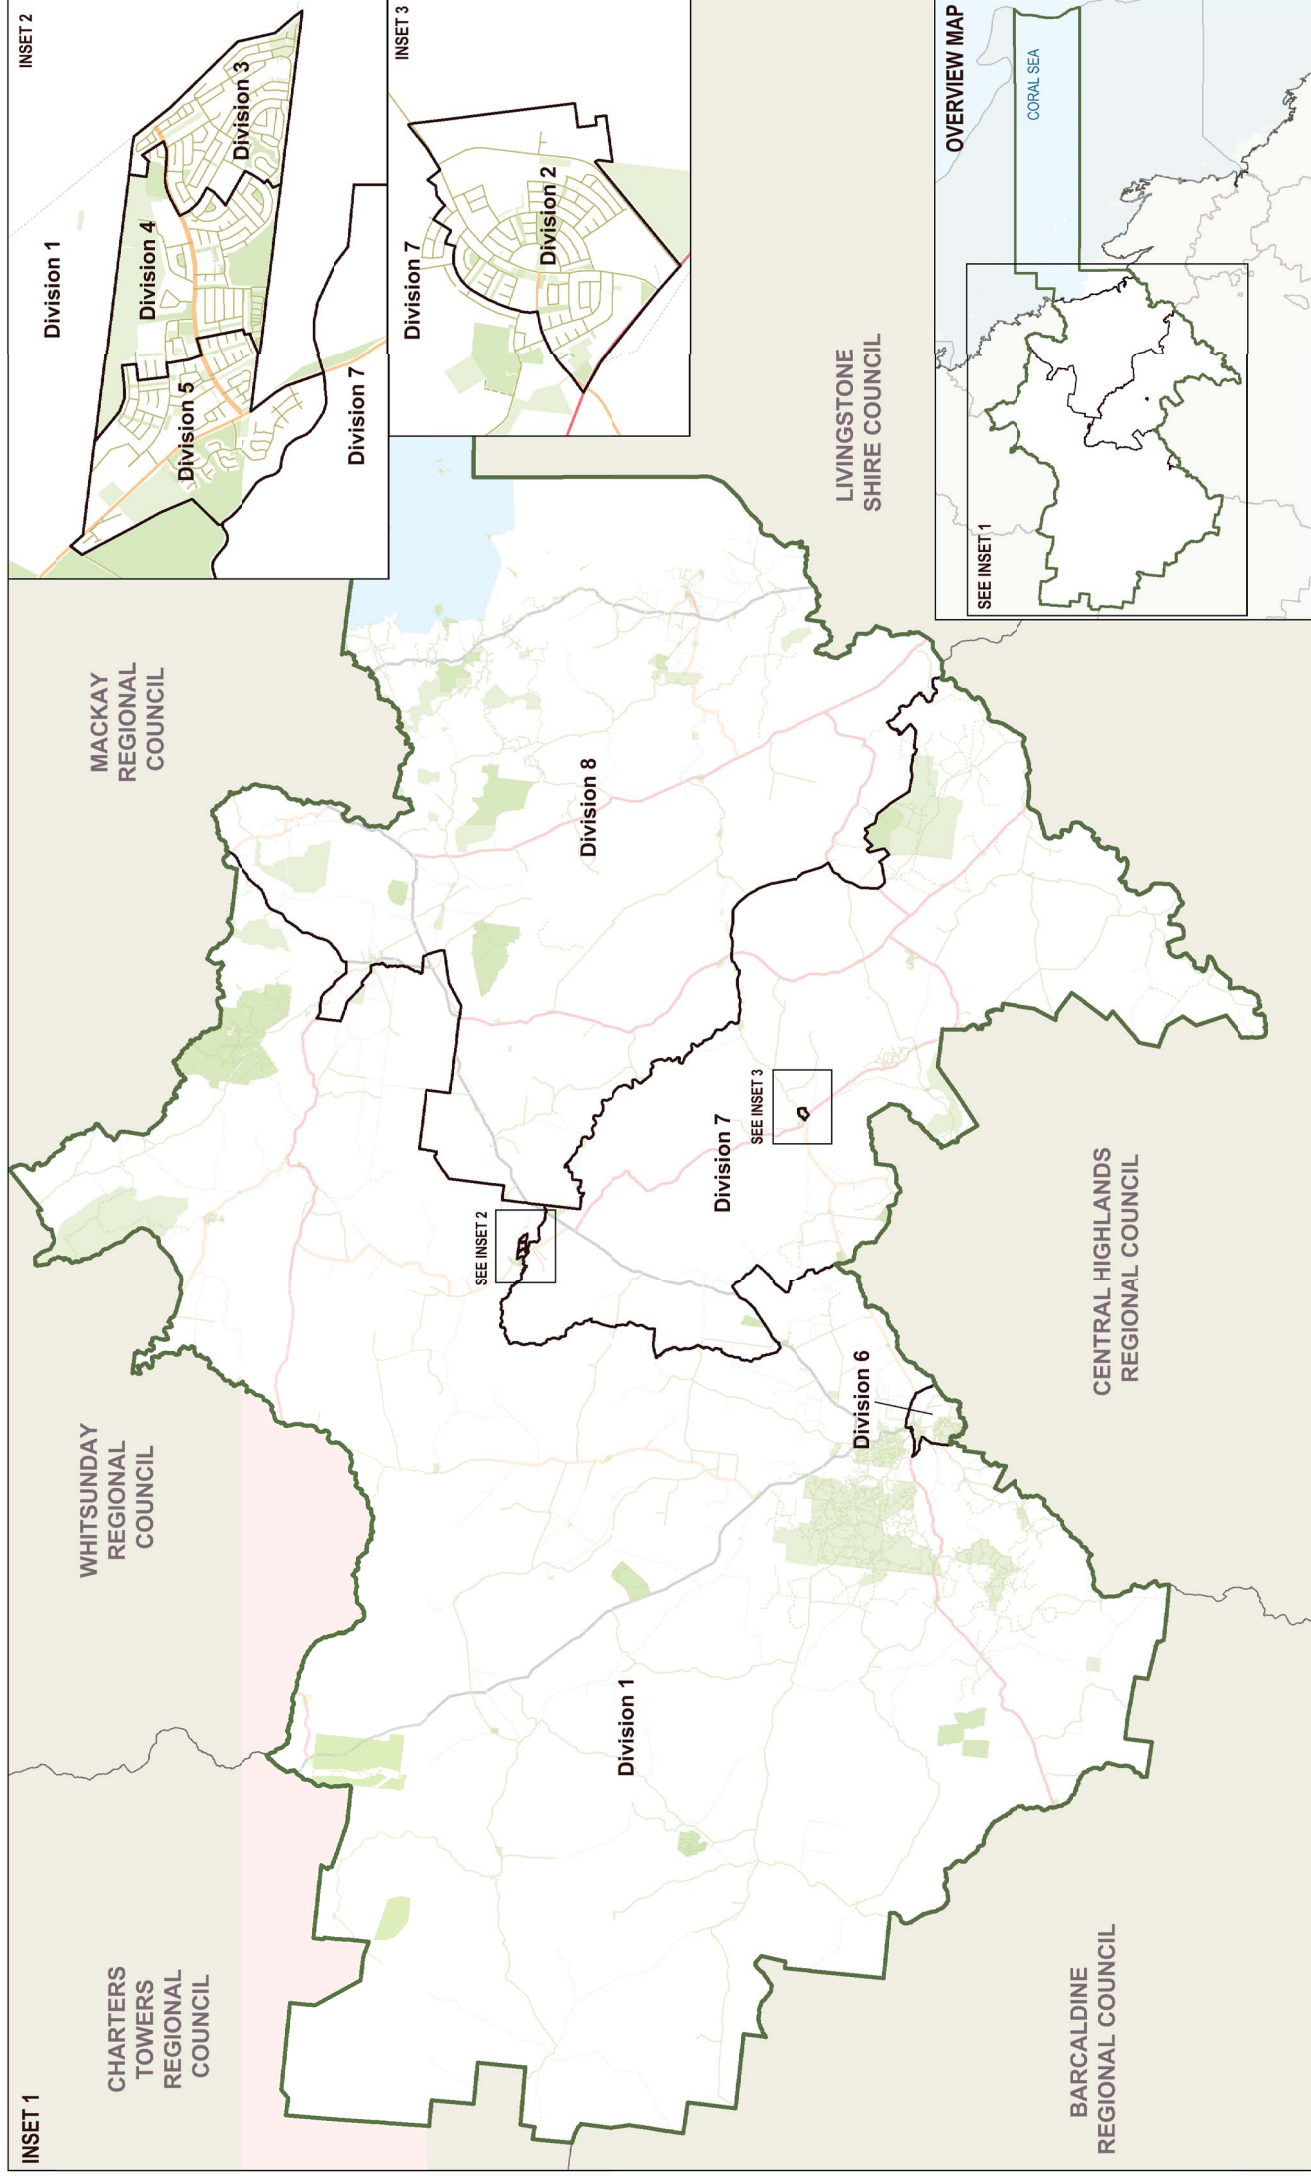 INSET 1
CHARTERS
TOWERS
REGIONAL
COUNCIL
WHITSUNDAY
REGIONAL
COUNCIL
MACKAY
REGIONAL
COUNCIL
INSET 2
Division 1
Division 4
Division 3
Division 5
Division 7
INSET 3
Division 7
Division 2
SEE INSET 2
Division 8
Division 1
Division 7
SEE INSET 3
Division 6
LIVINGSTONE
SHIRE COUNCIL
OVERVIEW MAP
CORAL SEA
SEE INSET 1
BARCALDINE
REGIONAL COUNCIL
CENTRAL HIGHLANDS
REGIONAL COUNCIL